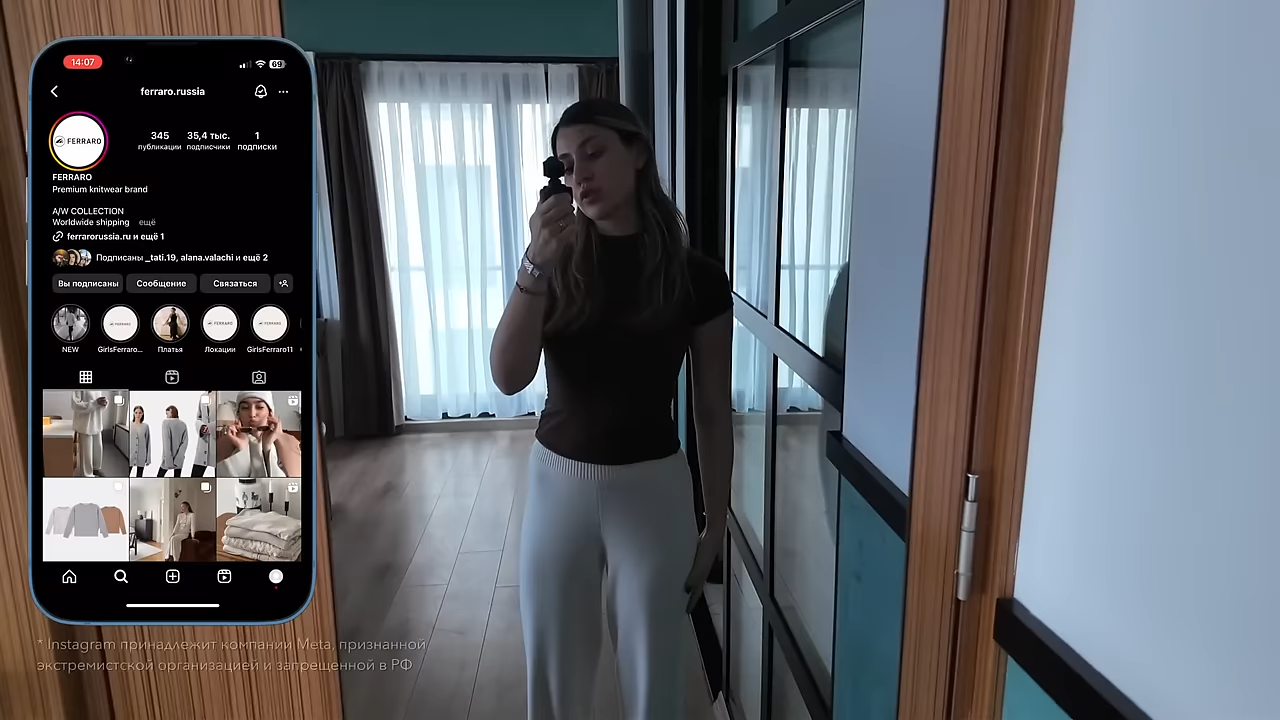 14:07
69
ferraro.russia
FERRARO
345 35,4 тыс. 1
публикации подписчики подписки
FERRARO
Premium knitwear brand
A/W COLLECTION
Worldwide shipping ещё
ferrarorussia.ru и ещё 1
Подписаны _tati.19, alana.valachi и ещё 2
Вы подписаны Сообщение Связаться
FERRARO FERRARO FERRARO
NEW GirlsFerraro... Платья Локации GirlsFerraro11
* Instagram принадлежит компании Meta, признанной
экстремистской организацией и запрещенной в РФ